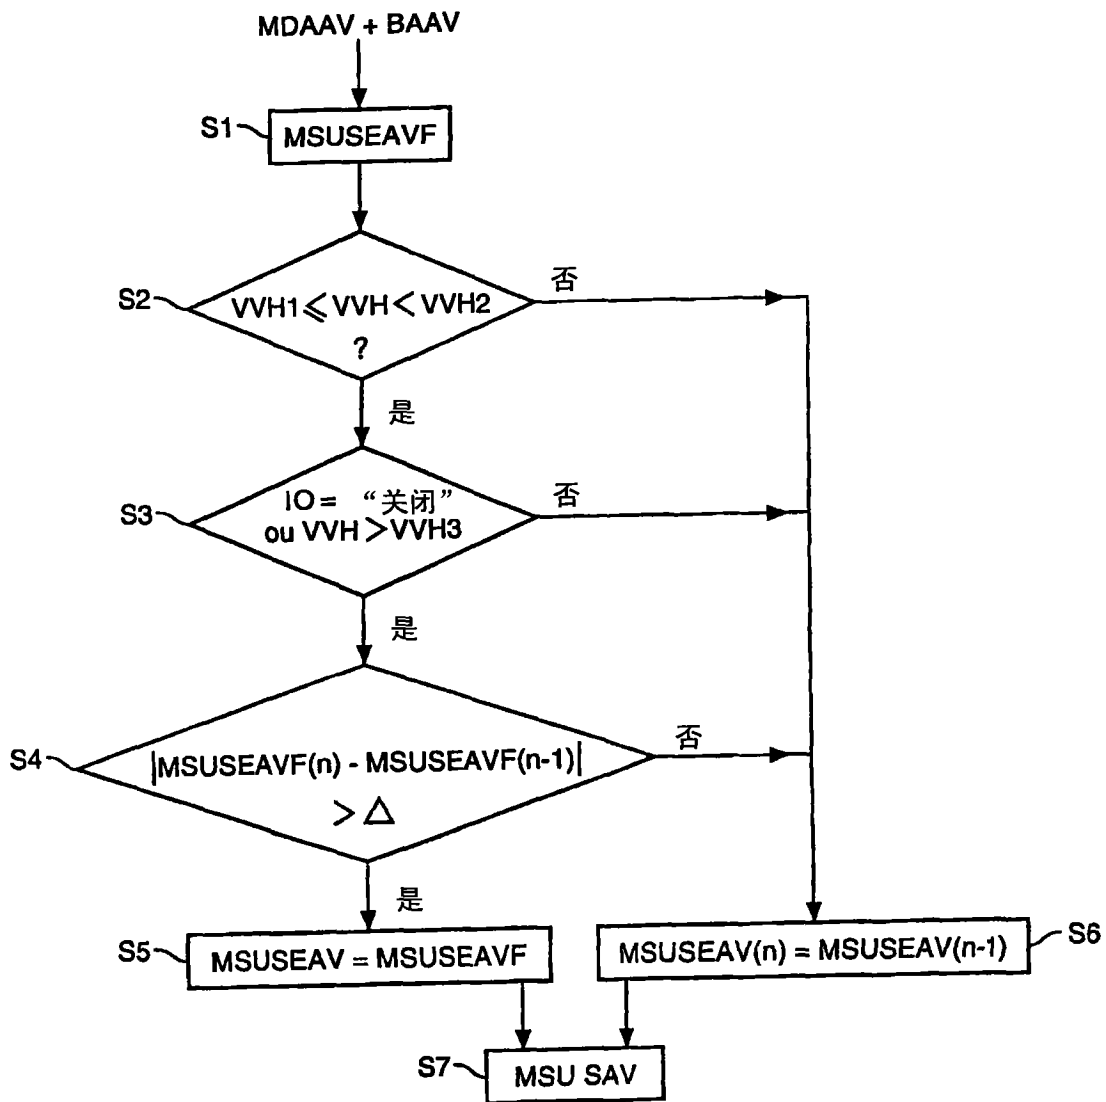 MDAAV + BAAV
S1
MSUSEAVF
S2
VVH1 ⩽ VVH < VVH2
?
否
是
S3
IO = “关闭”
ou VVH > VVH3
否
是
S4
|MSUSEAVF(n) - MSUSEAVF(n-1)|
> △
否
是
S5
MSUSEAV = MSUSEAVF
MSUSEAV(n) = MSUSEAV(n-1)
S6
S7
MSU SAV